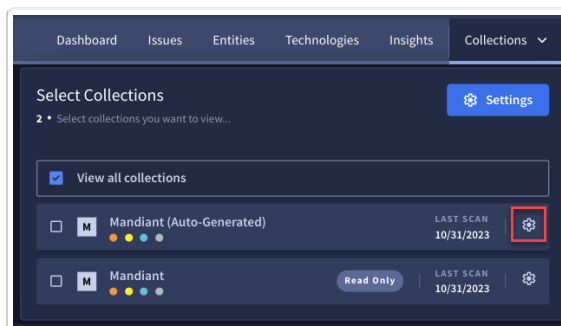 Dashboard Issues Entities Technologies Insights Collections
Select Collections
Settings
2 • Select collections you want to view...
View all collections
M Mandiant (Auto-Generated) LAST SCAN
10/31/2023
M Mandiant Read Only LAST SCAN
10/31/2023